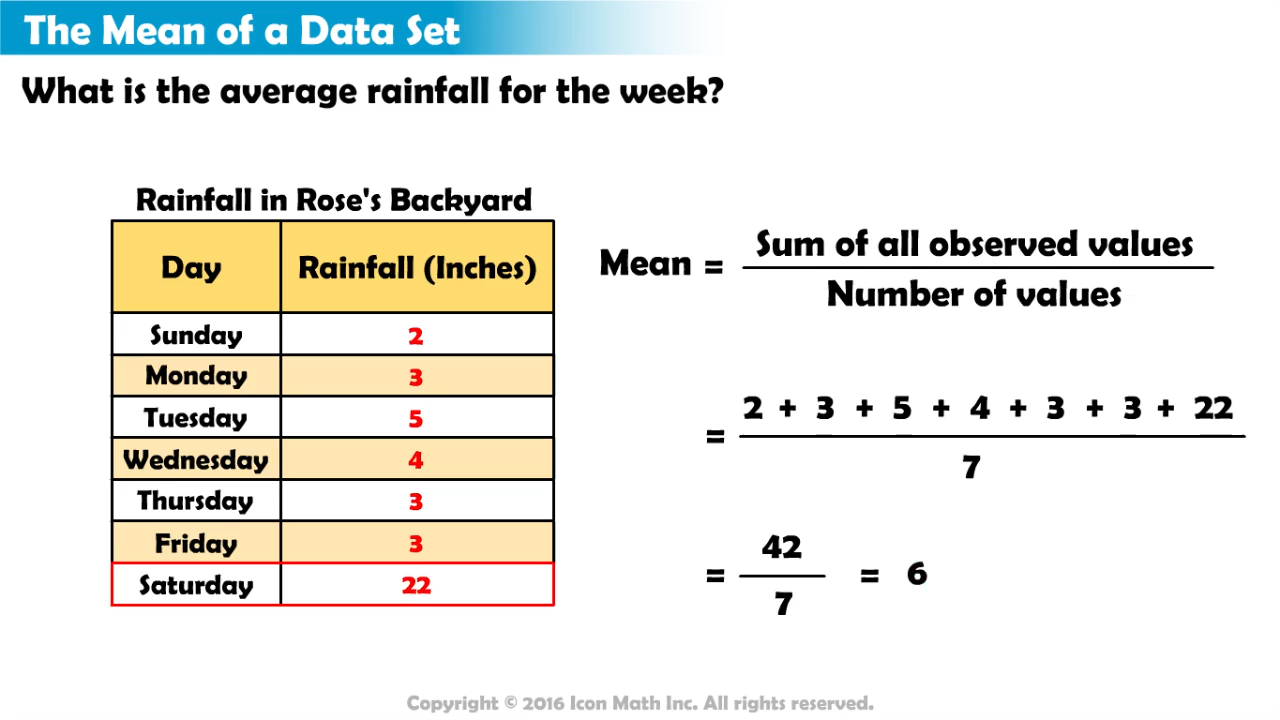 The Mean of a Data Set
What is the average rainfall for the week?
Rainfall in Rose's Backyard
Day Rainfall (Inches)
Sunday 2
Monday 3
Tuesday 5
Wednesday 4
Thursday 3
Friday 3
Saturday 22
Sum of all observed values
Mean =
Number of values
2 + 3 + 5 + 4 + 3 + 3 + 22
=
7
42
= = 6
7
Copyright © 2016 Icon Math Inc. All rights reserved.